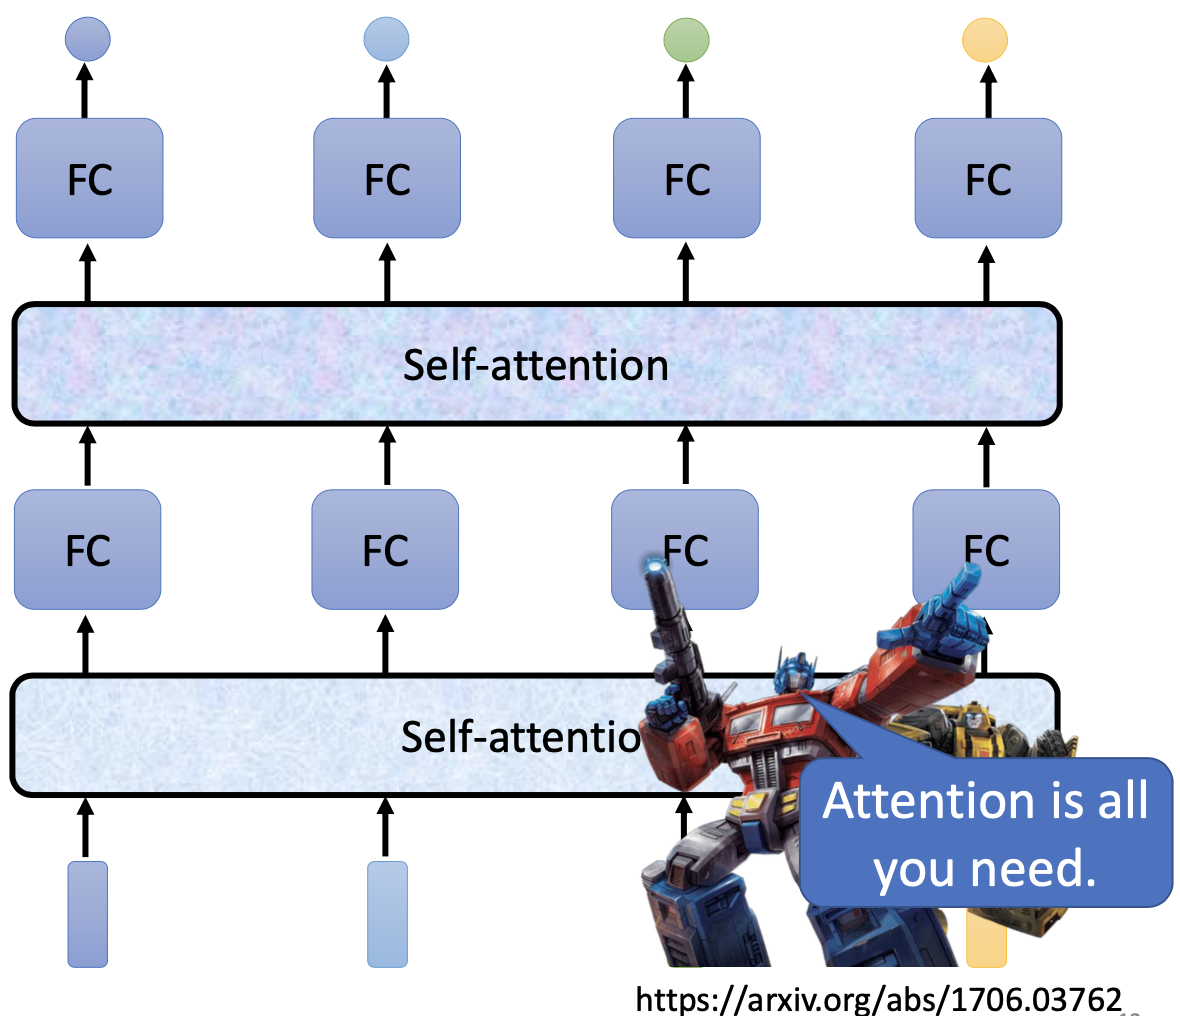 FC FC FC FC
Self-attention
FC FC FC FC
Self-attentio
Attention is all
you need.
https://arxiv.org/abs/1706.03762